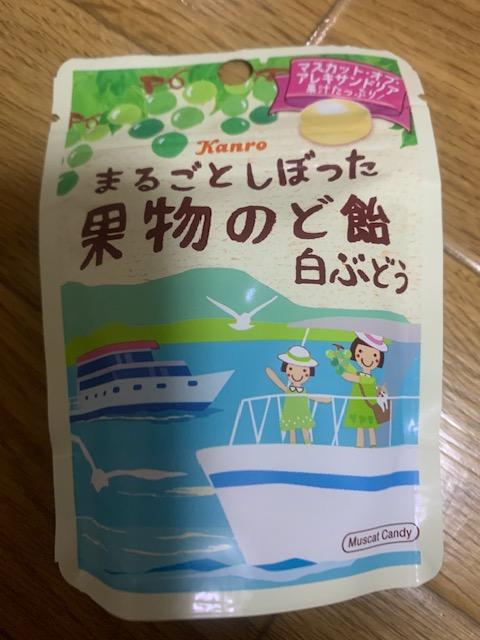 マスカット・オブ・
アレキサンドリア
果汁たっぷり
Kanro
まるごとしぼった
果物のど飴
白ぶどう
Muscat Candy